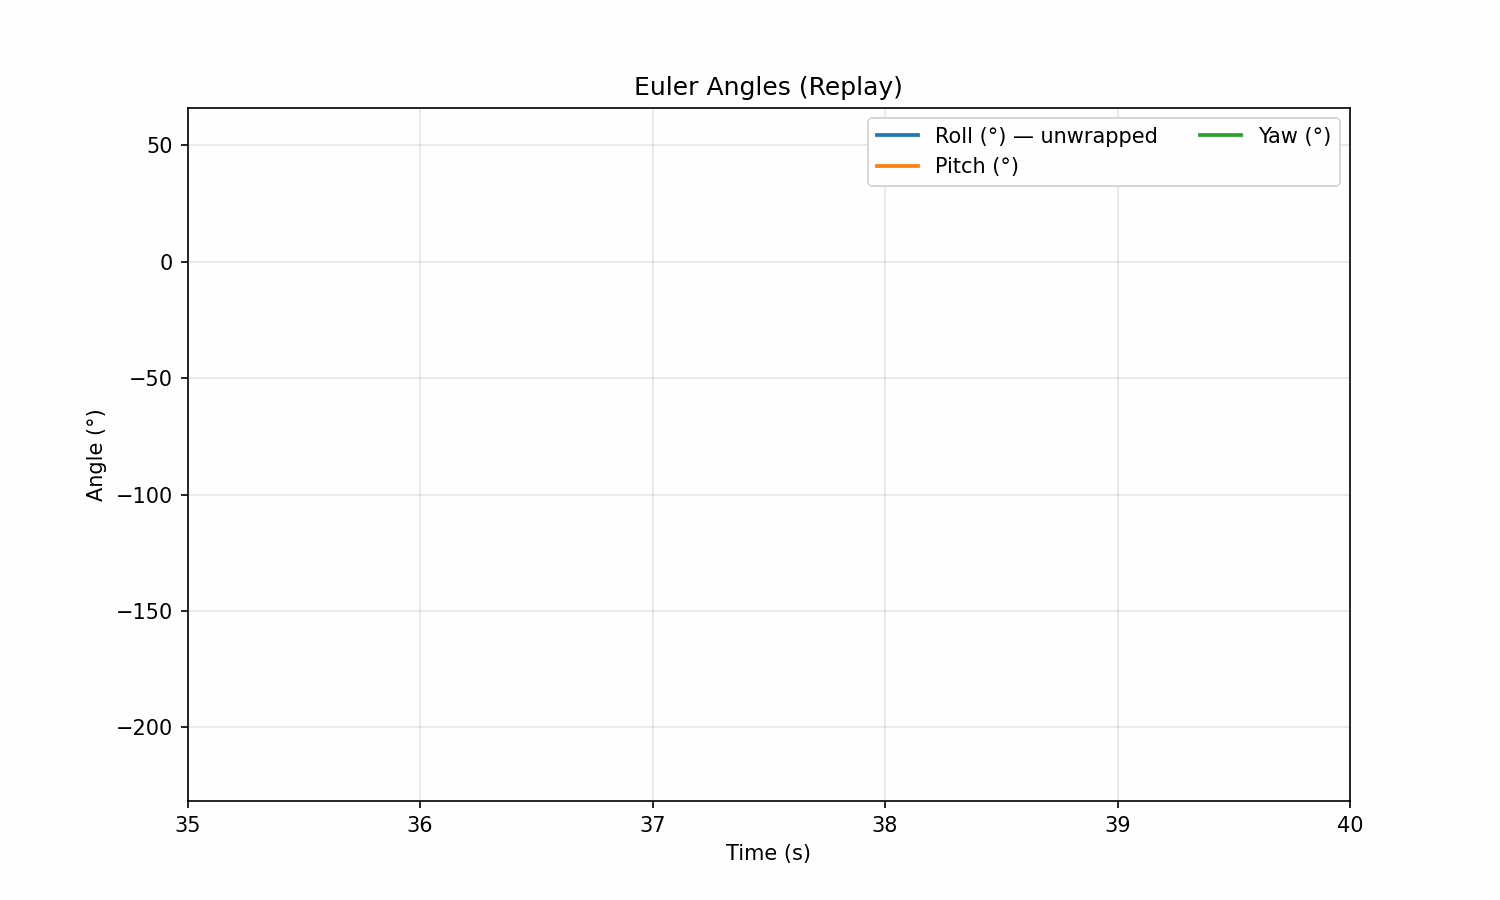 Euler Angles (Replay)
Roll (°) — unwrapped
Pitch (°)
Yaw (°)
Angle (°)
50
0
−50
−100
−150
−200
35 36 37 38 39 40
Time (s)